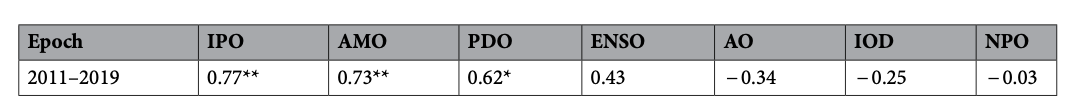 Epoch IPO AMO PDO ENSO AO IOD NPO
2011–2019 0.77** 0.73** 0.62* 0.43 −0.34 −0.25 −0.03